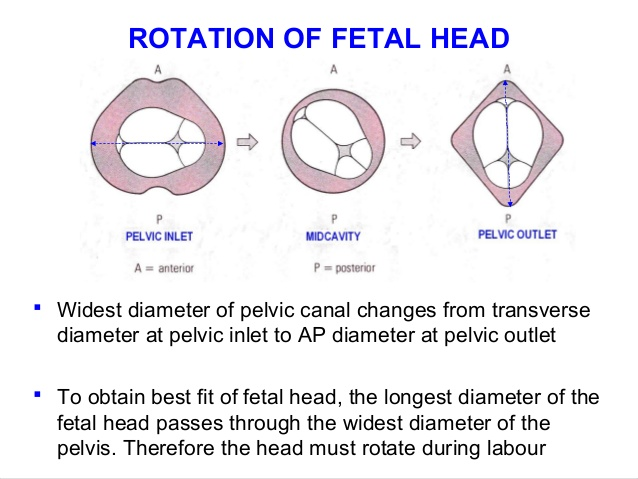 ROTATION OF FETAL HEAD
A A A
P P P
PELVIC INLET MIDCAVITY PELVIC OUTLET
A = anterior P = posterior
▪ Widest diameter of pelvic canal changes from transverse
diameter at pelvic inlet to AP diameter at pelvic outlet
▪ To obtain best fit of fetal head, the longest diameter of the
fetal head passes through the widest diameter of the
pelvis. Therefore the head must rotate during labour